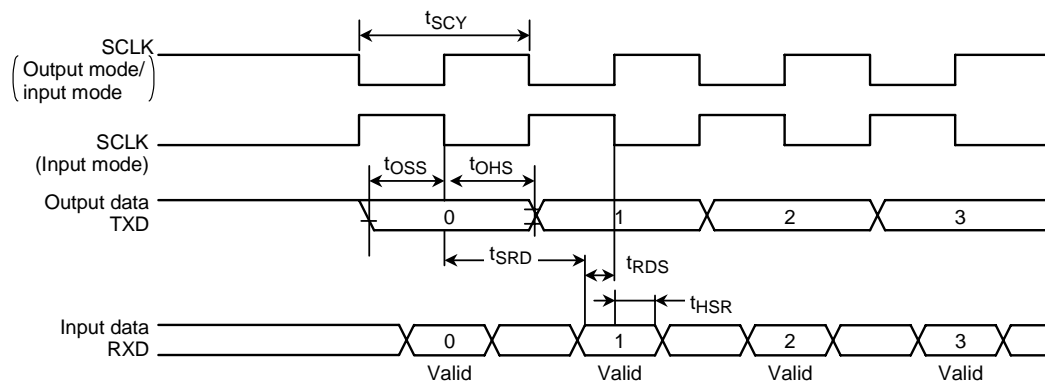 tSCY
SCLK
(Output mode/
input mode)
SCLK
(Input mode)
tOSS
tOHS
Output data
TXD
0
1
2
3
tSRD
tRDS
tHSR
Input data
RXD
0
1
2
3
Valid
Valid
Valid
Valid